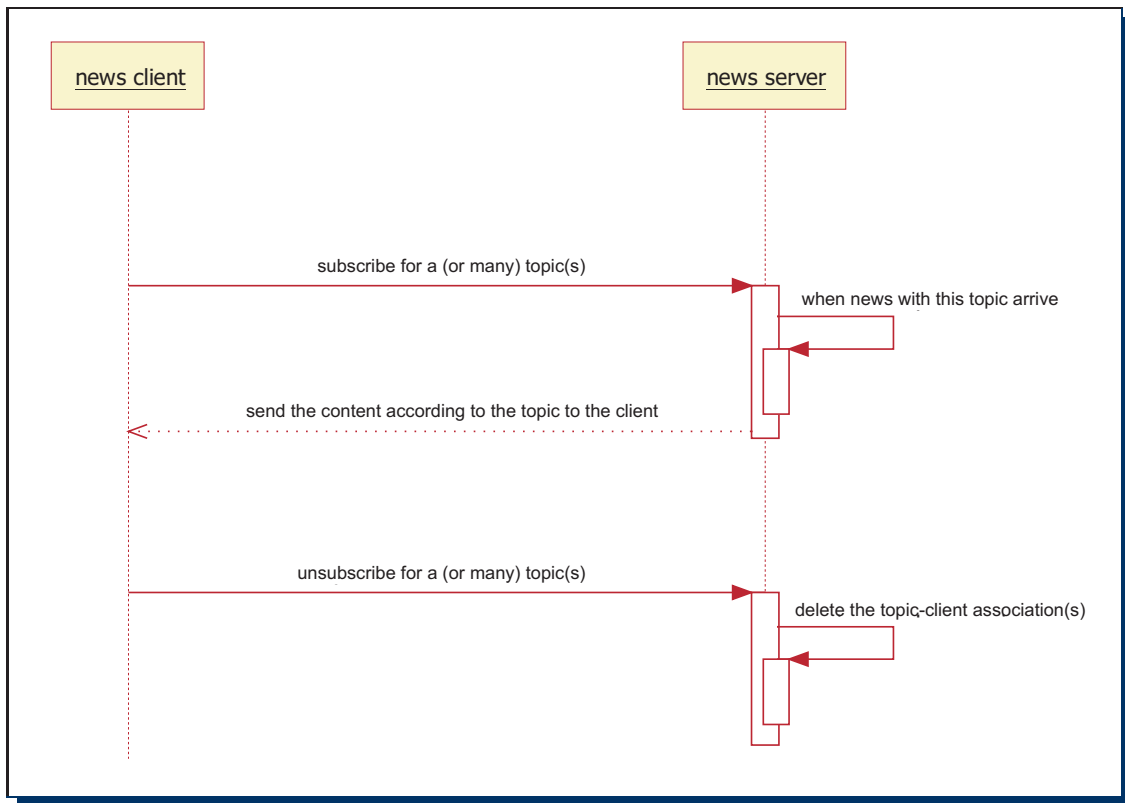 news client
news server
subscribe for a (or many) topic(s)
when news with this topic arrive
send the content according to the topic to the client
unsubscribe for a (or many) topic(s)
delete the topic-client association(s)